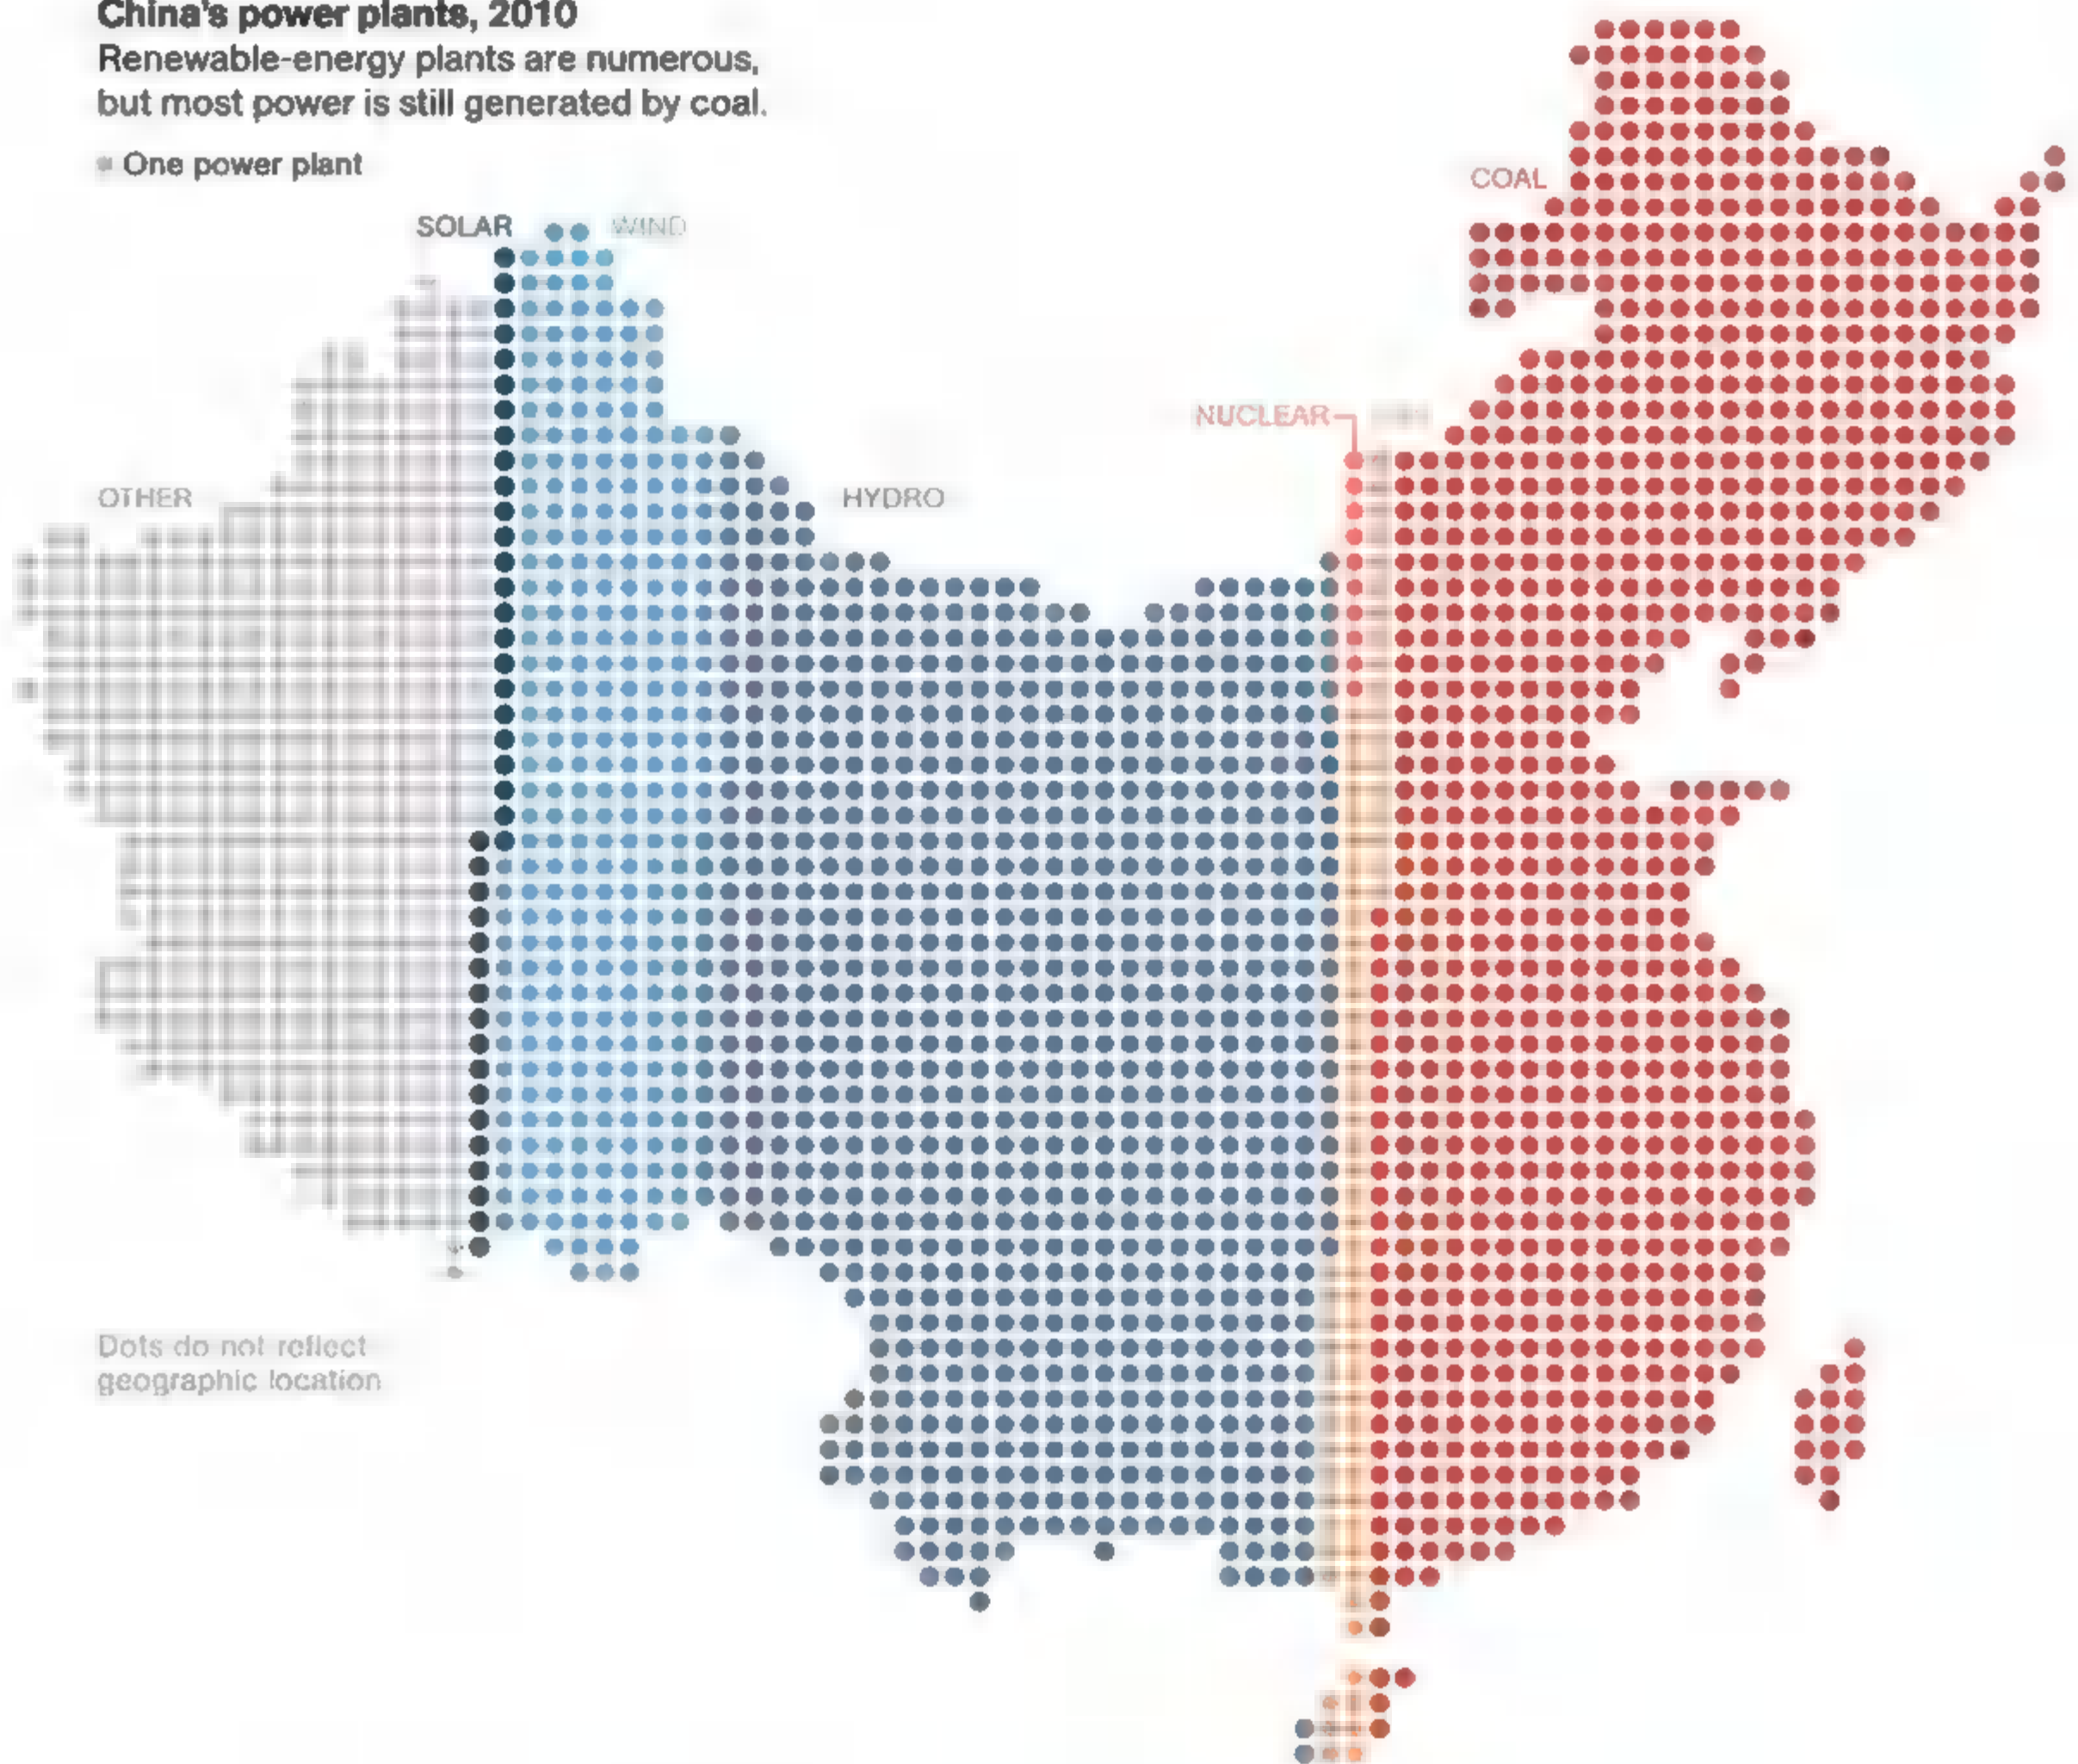 China's power plants, 2010
Renewable-energy plants are numerous,
but most power is still generated by coal.
One power plant
COAL
SOLAR
WIND
NUCLEAR
OTHER
HYDRO
Dots do not reflect
geographic location